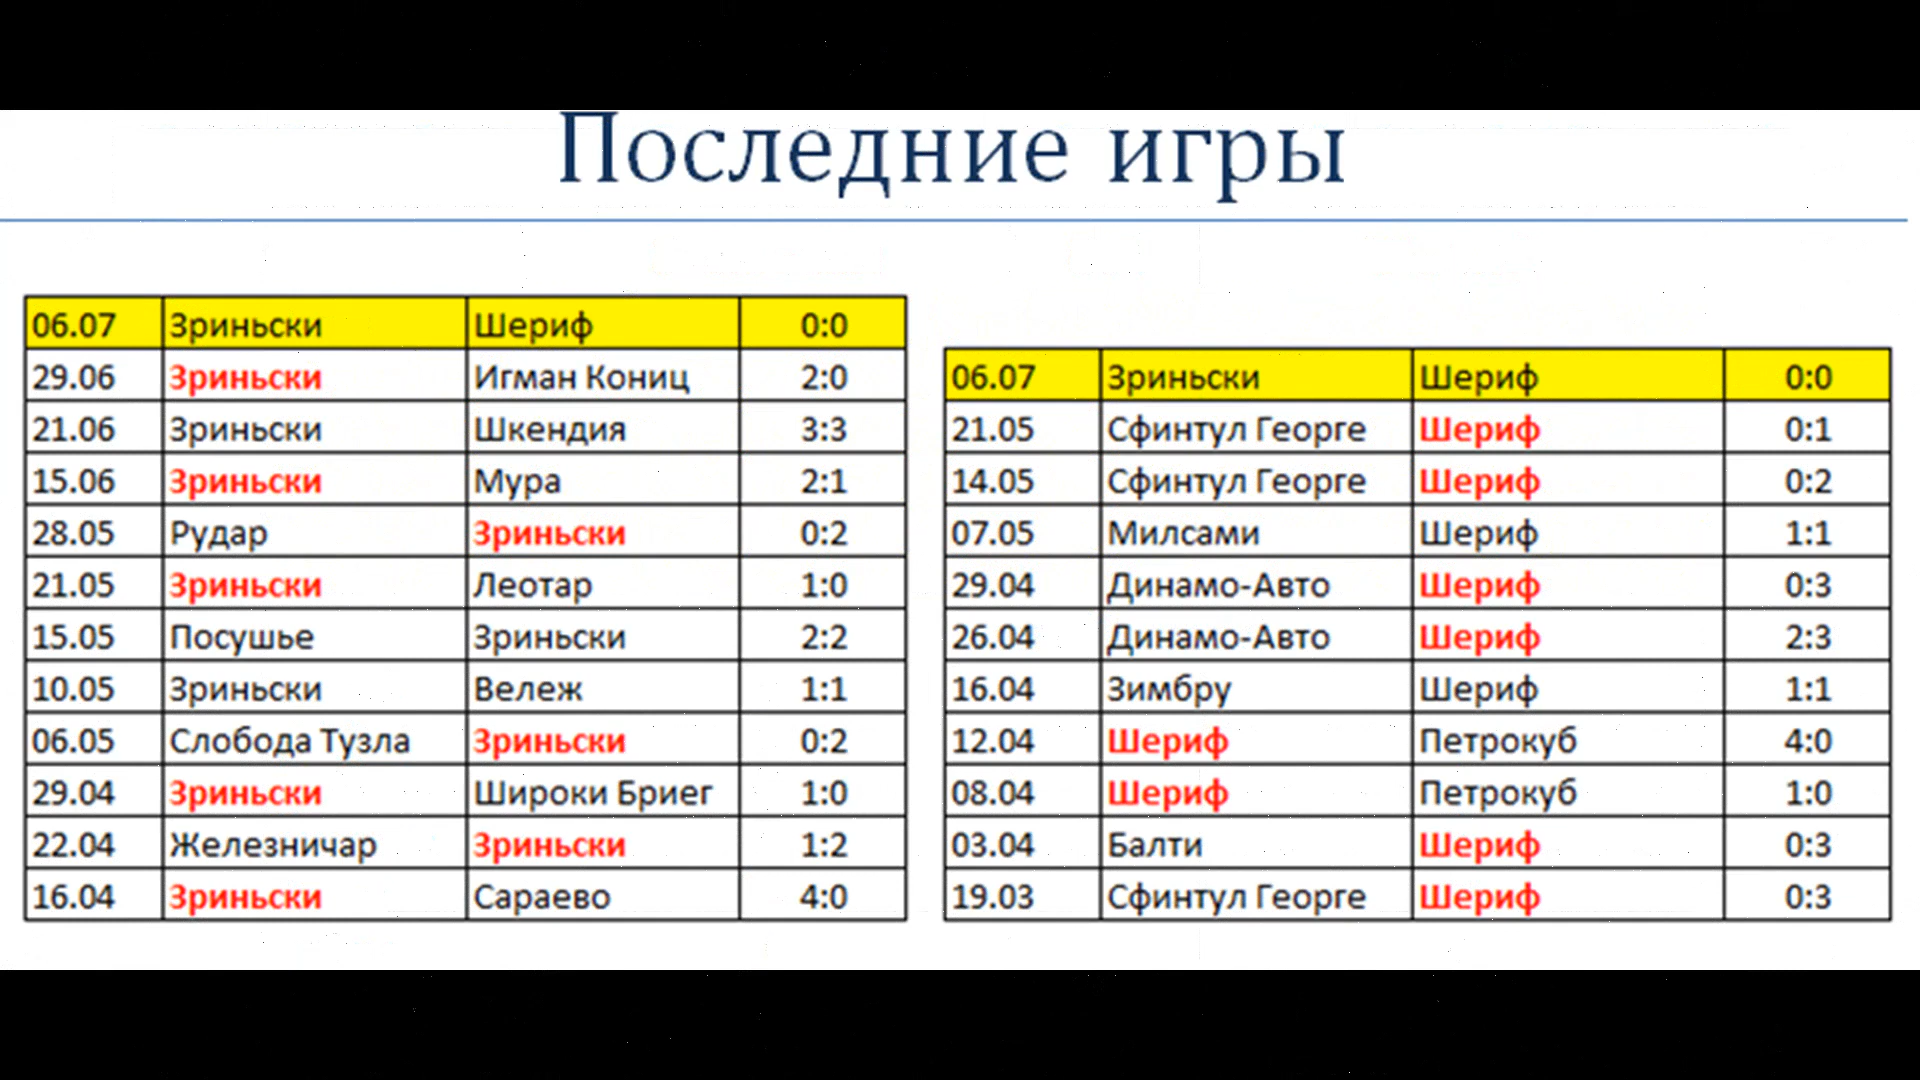 Последние игры
06.07 Зриньски Шериф 0:0
29.06 Зриньски Игман Кониц 2:0
21.06 Зриньски Шкендия 3:3
15.06 Зриньски Мура 2:1
28.05 Рудар Зриньски 0:2
21.05 Зриньски Леотар 1:0
15.05 Посушье Зриньски 2:2
10.05 Зриньски Вележ 1:1
06.05 Слобода Тузла Зриньски 0:2
29.04 Зриньски Широки Бриег 1:0
22.04 Железничар Зриньски 1:2
16.04 Зриньски Сараево 4:0
06.07 Зриньски Шериф 0:0
21.05 Сфинтул Георге Шериф 0:1
14.05 Сфинтул Георге Шериф 0:2
07.05 Милсами Шериф 1:1
29.04 Динамо-Авто Шериф 0:3
26.04 Динамо-Авто Шериф 2:3
16.04 Зимбру Шериф 1:1
12.04 Шериф Петрокуб 4:0
08.04 Шериф Петрокуб 1:0
03.04 Балти Шериф 0:3
19.03 Сфинтул Георге Шериф 0:3